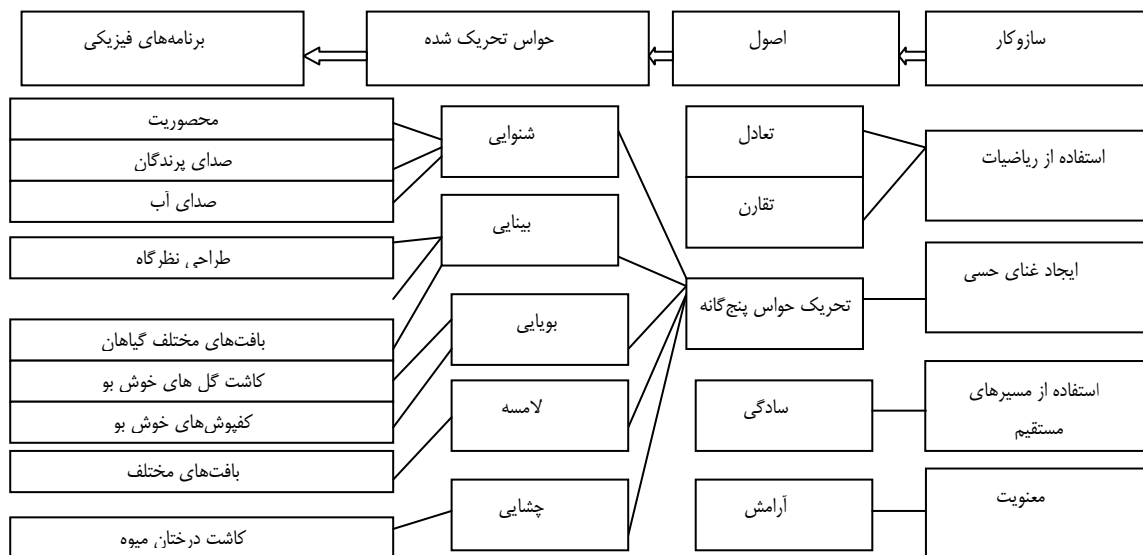 سازوکار
اصول
حواس تحریک شده
برنامه‌های فیزیکی
استفاده از ریاضیات
ایجاد غنای حسی
استفاده از مسیرهای
مستقیم
معنویت
تعادل
تقارن
تحریک حواس پنج‌گانه
سادگی
آرامش
شنوایی
بینایی
بویایی
لامسه
چشایی
محصوریت
صدای پرندگان
صدای آب
طراحی نظرگاه
بافت‌های مختلف گیاهان
کاشت گل های خوش بو
کفپوش‌های خوش بو
بافت‌های مختلف
کاشت درختان میوه